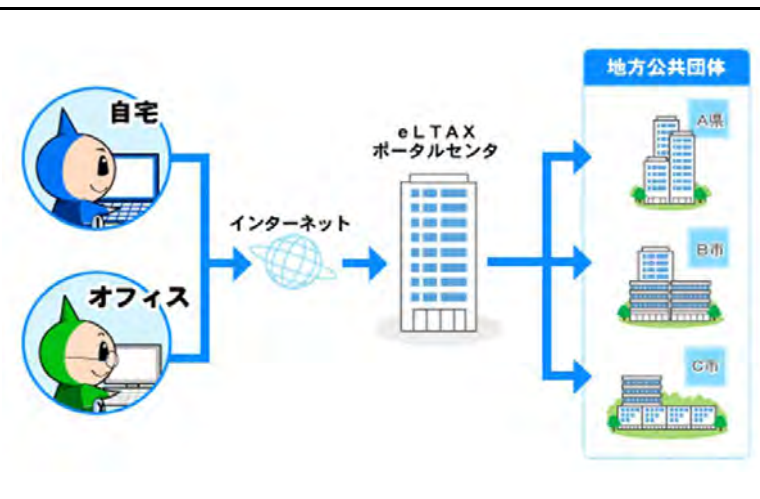 自宅
オフィス
インターネット
eLTAX
ポータルセンタ
地方公共団体
A県
B市
C市